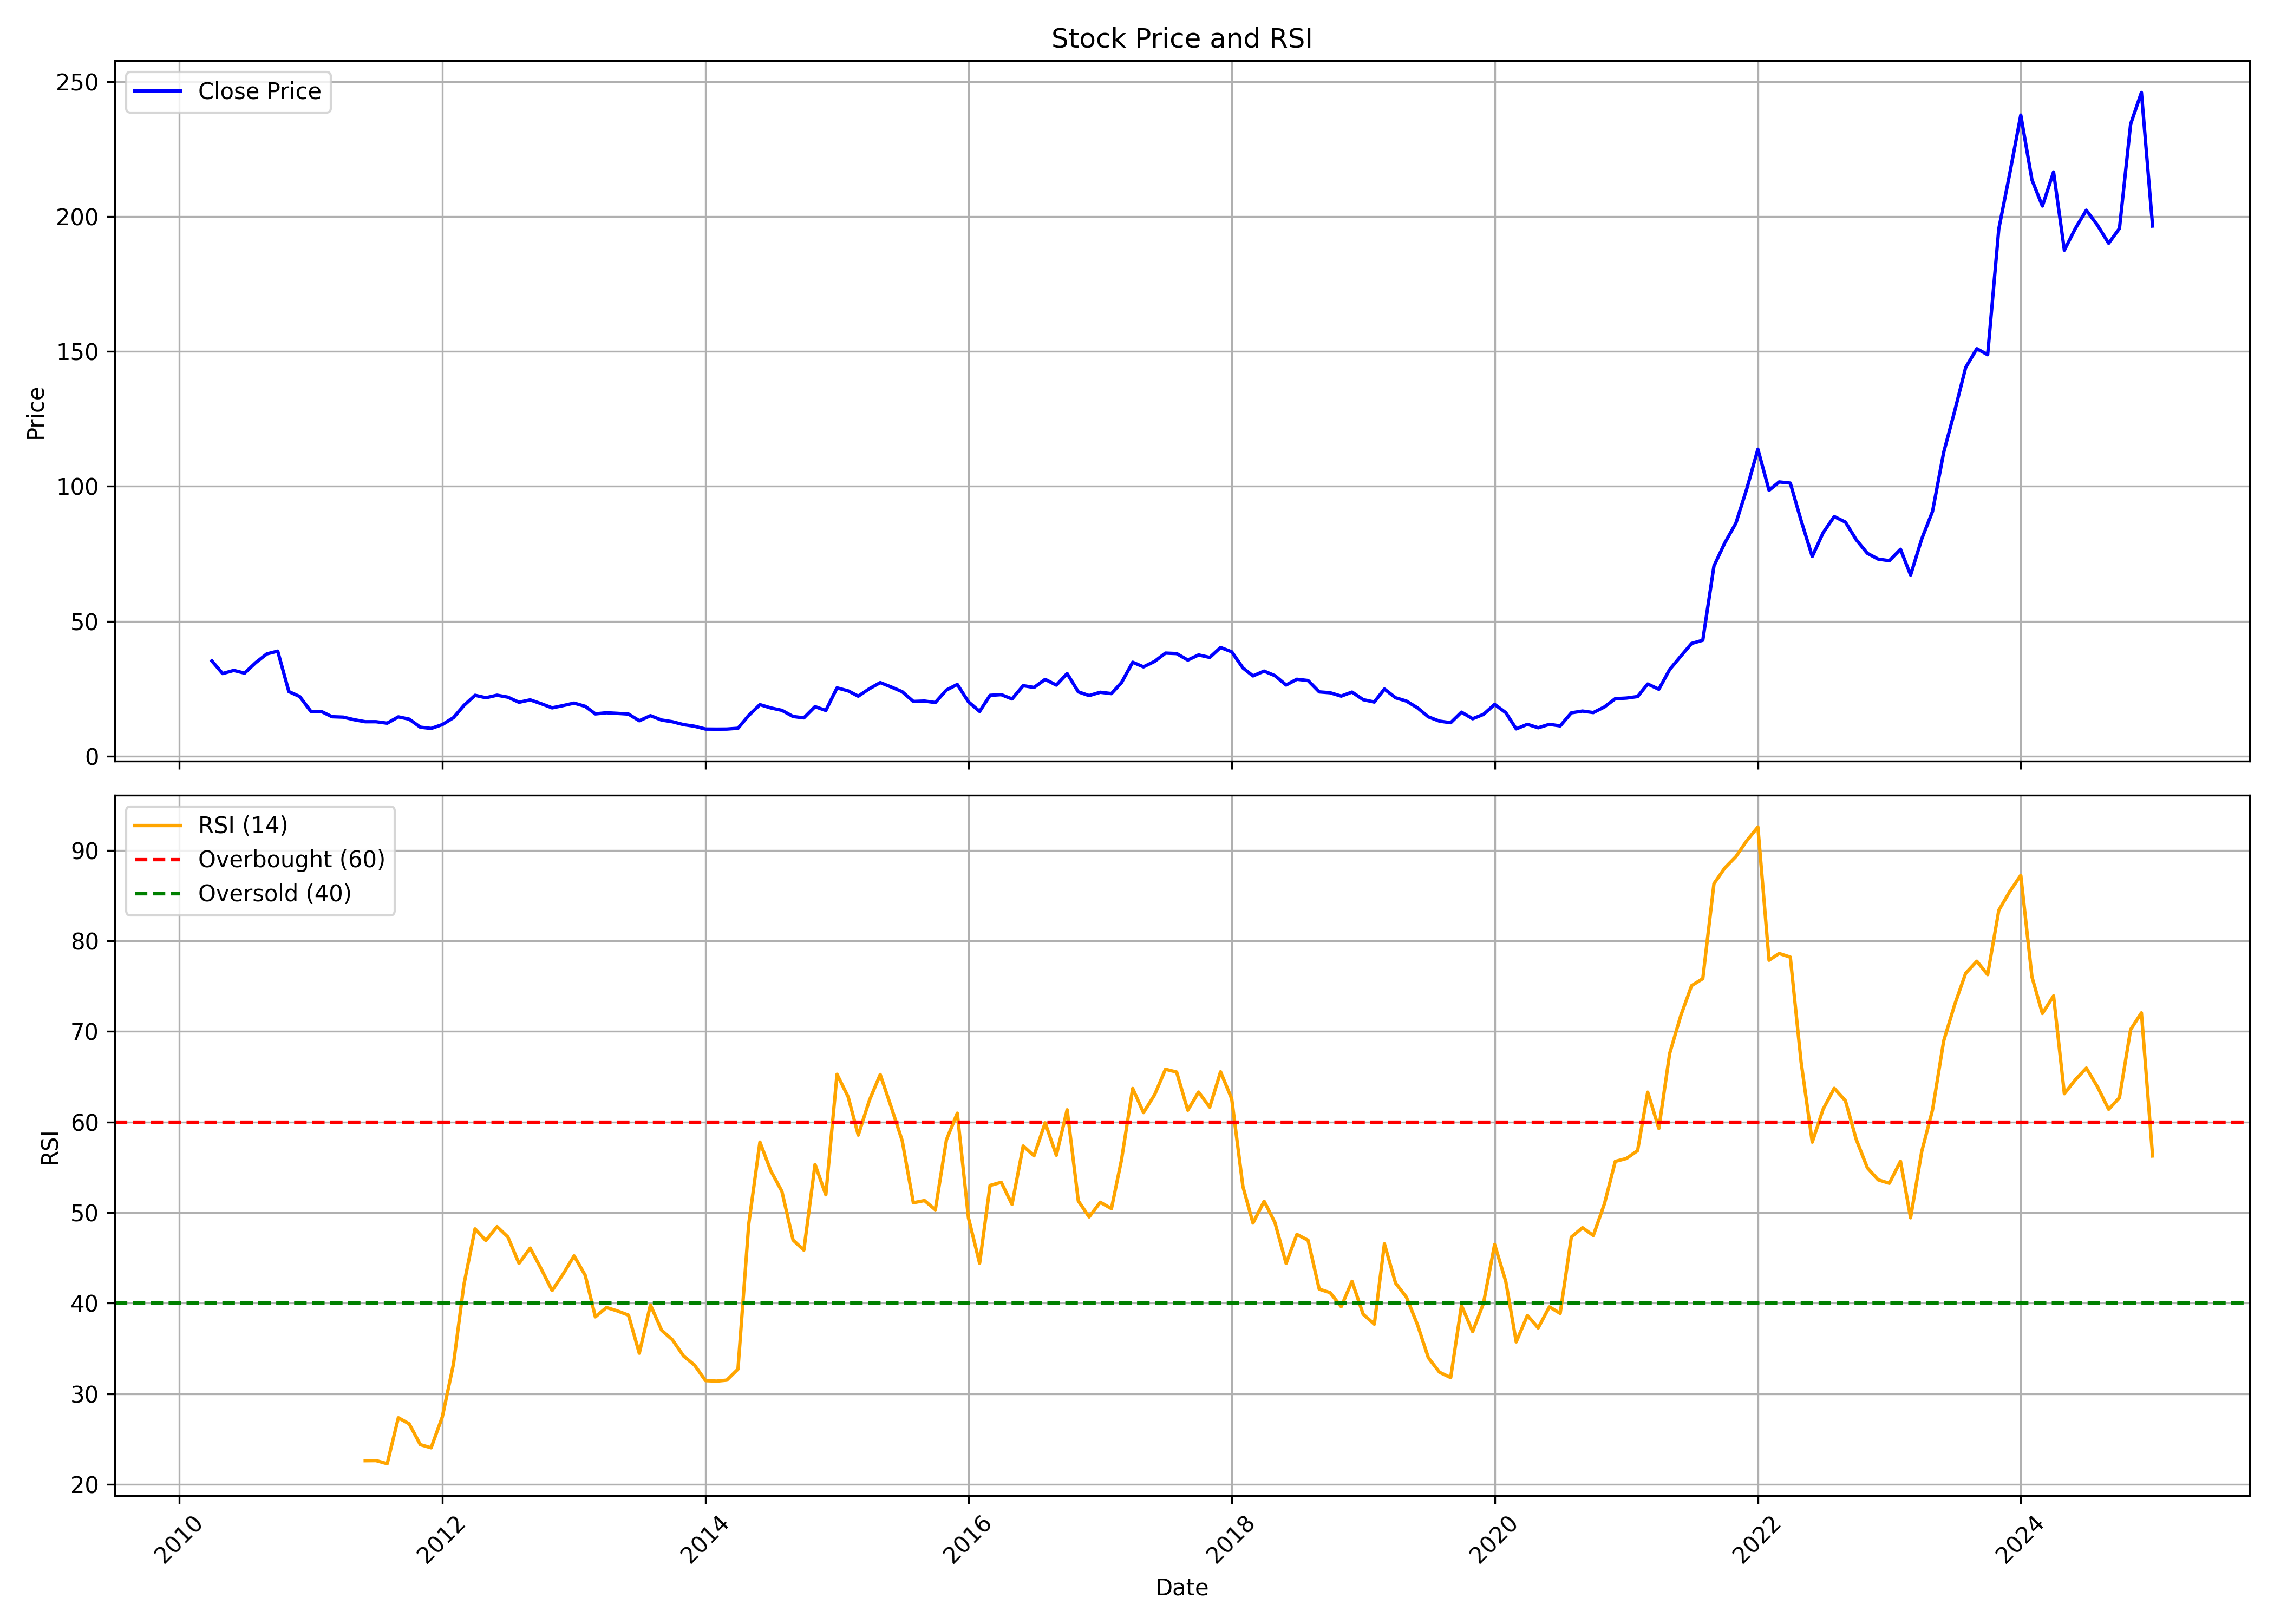 Stock Price and RSI
Close Price
250
200
150
100
50
0
Price
RSI (14)
Overbought (60)
Oversold (40)
90
80
70
60
50
40
30
20
RSI
2010
2012
2014
2016
2018
2020
2022
2024
Date